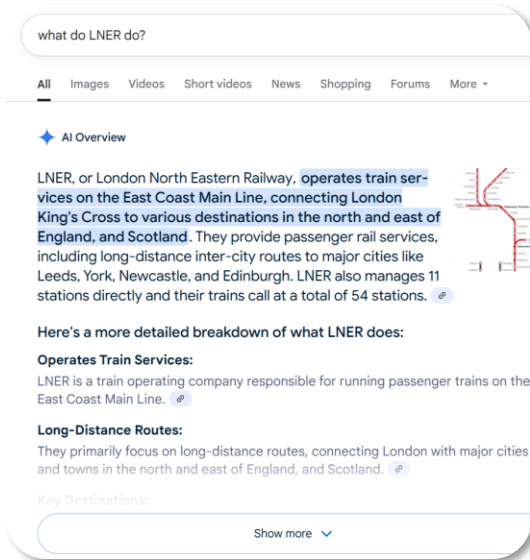 what do LNER do?
All Images Videos Short videos News Shopping Forums More
AI Overview
LNER, or London North Eastern Railway, operates train ser-
vices on the East Coast Main Line, connecting London
King's Cross to various destinations in the north and east of
England, and Scotland. They provide passenger rail services,
including long-distance inter-city routes to major cities like
Leeds, York, Newcastle, and Edinburgh. LNER also manages 11
stations directly and their trains call at a total of 54 stations.
Here's a more detailed breakdown of what LNER does:
Operates Train Services:
LNER is a train operating company responsible for running passenger trains on the
East Coast Main Line.
Long-Distance Routes:
They primarily focus on long-distance routes, connecting London with major cities
and towns in the north and east of England, and Scotland.
Key Destinations:
Show more